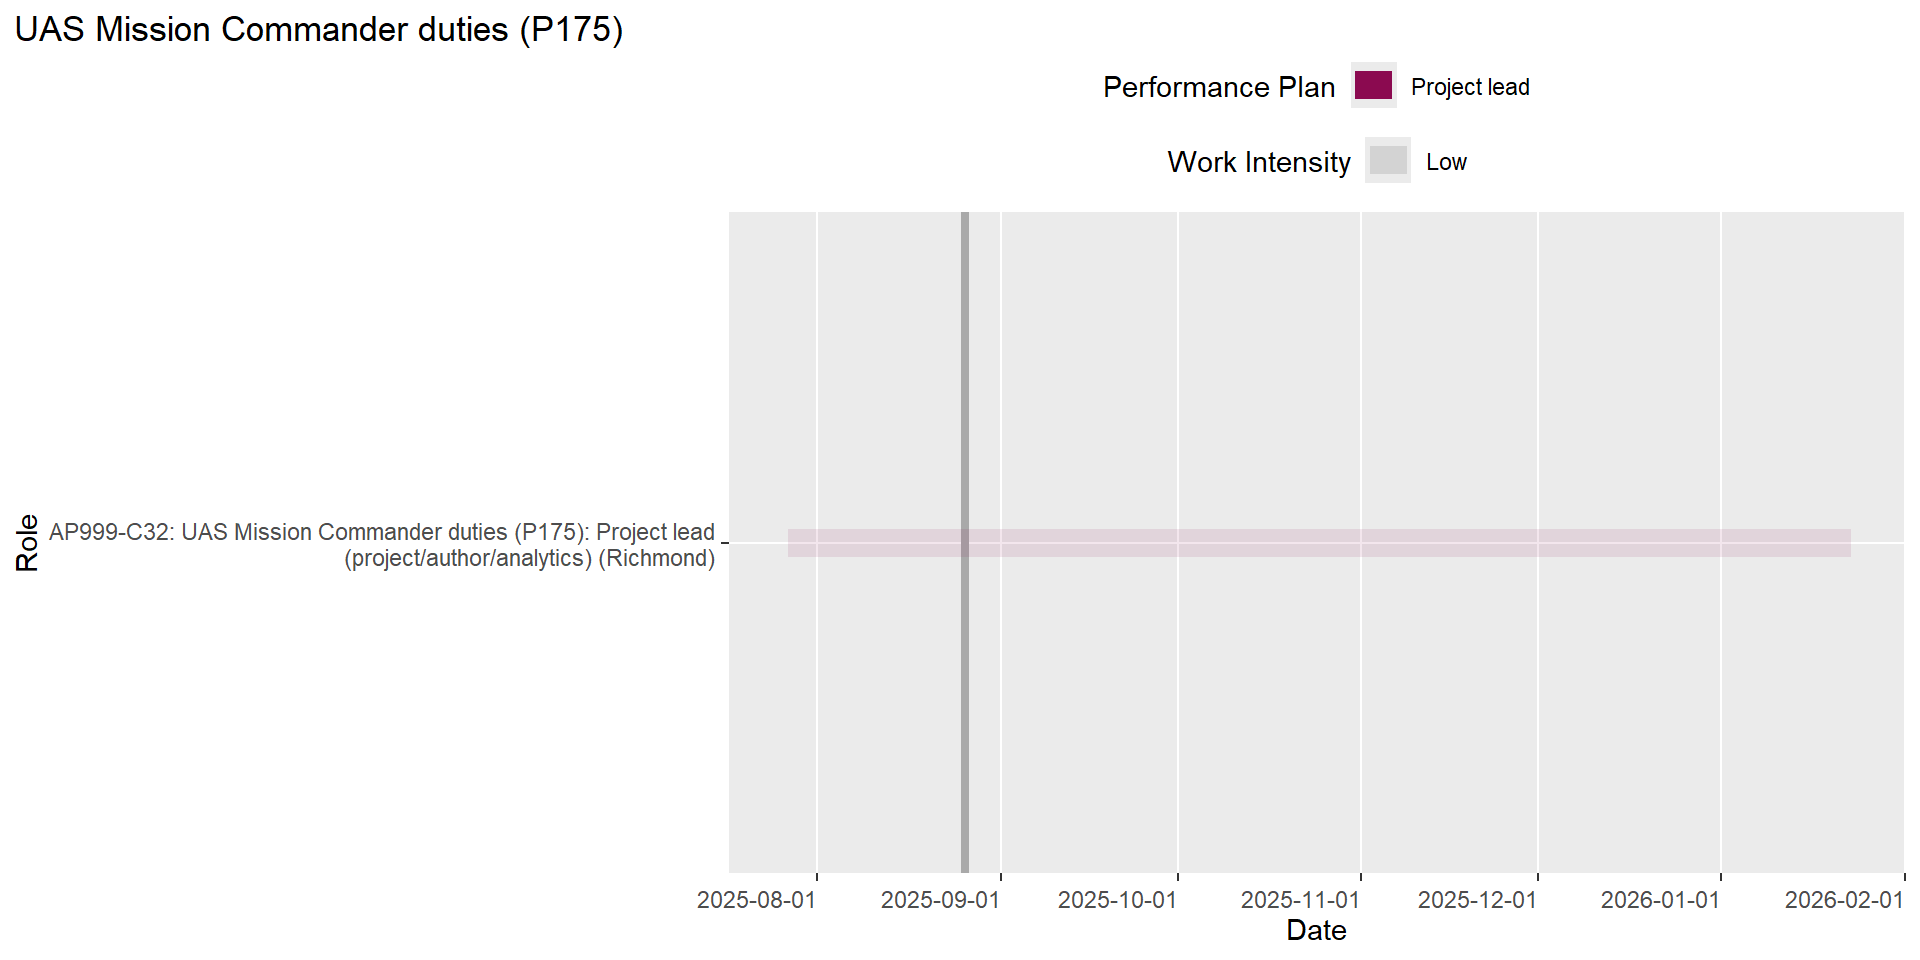 UAS Mission Commander duties (P175)
Performance Plan
Project lead
Work Intensity
Low
Role
AP999-C32: UAS Mission Commander duties (P175): Project lead
(project/author/analytics) (Richmond)
2025-08-01
2025-09-01
2025-10-01
2025-11-01
2025-12-01
2026-01-01
2026-02-01
Date